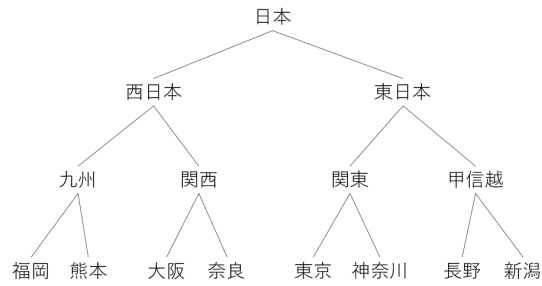 日本
西日本 東日本
九州 関西 関東 甲信越
福岡 熊本 大阪 奈良 東京 神奈川 長野 新潟